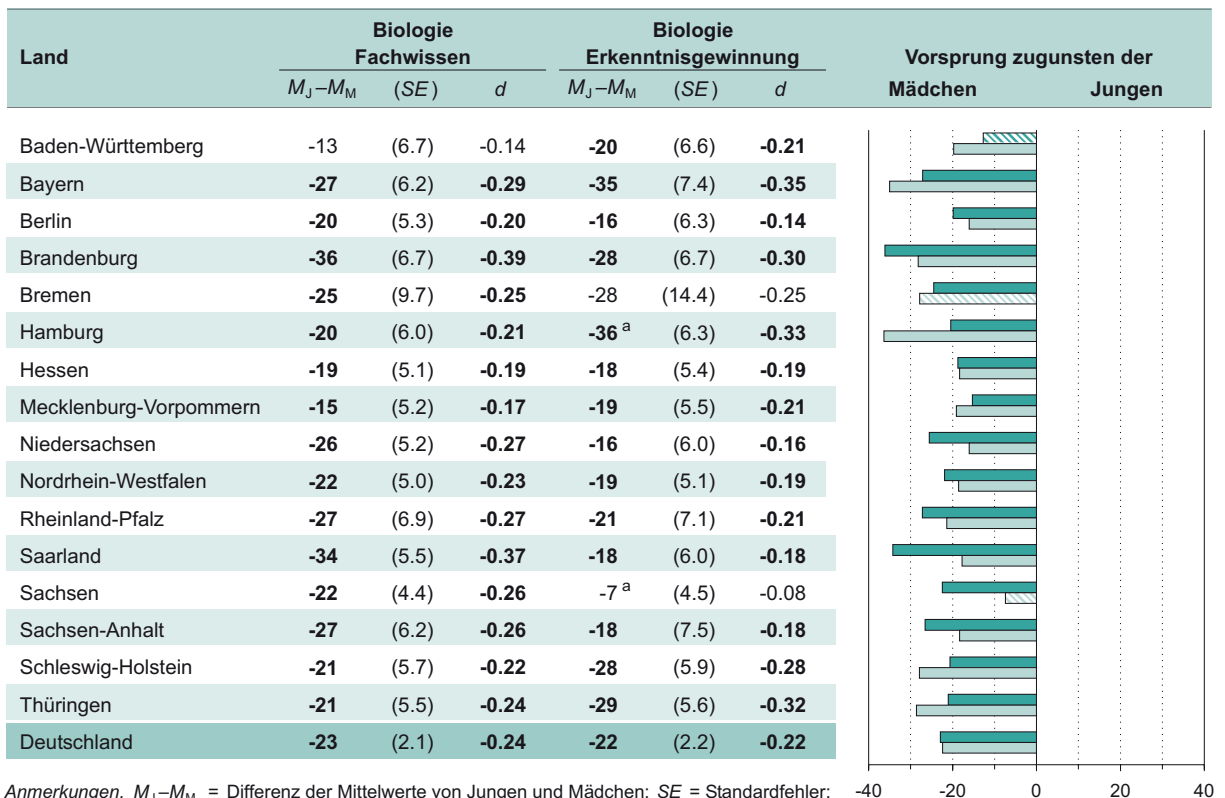 Land Biologie Fachwissen Biologie Erkenntnisgewinnung Vorsprung zugunsten der
M_J–M_M (SE) d M_J–M_M (SE) d Mädchen Jungen
Baden-Württemberg -13 (6.7) -0.14 -20 (6.6) -0.21
Bayern -27 (6.2) -0.29 -35 (7.4) -0.35
Berlin -20 (5.3) -0.20 -16 (6.3) -0.14
Brandenburg -36 (6.7) -0.39 -28 (6.7) -0.30
Bremen -25 (9.7) -0.25 -28 (14.4) -0.25
Hamburg -20 (6.0) -0.21 -36 a (6.3) -0.33
Hessen -19 (5.1) -0.19 -18 (5.4) -0.19
Mecklenburg-Vorpommern -15 (5.2) -0.17 -19 (5.5) -0.21
Niedersachsen -26 (5.2) -0.27 -16 (6.0) -0.16
Nordrhein-Westfalen -22 (5.0) -0.23 -19 (5.1) -0.19
Rheinland-Pfalz -27 (6.9) -0.27 -21 (7.1) -0.21
Saarland -34 (5.5) -0.37 -18 (6.0) -0.18
Sachsen -22 (4.4) -0.26 -7 a (4.5) -0.08
Sachsen-Anhalt -27 (6.2) -0.26 -18 (7.5) -0.18
Schleswig-Holstein -21 (5.7) -0.22 -28 (5.9) -0.28
Thüringen -21 (5.5) -0.24 -29 (5.6) -0.32
Deutschland -23 (2.1) -0.24 -22 (2.2) -0.22
-40 -20 0 20 40
Anmerkungen. M_J–M_M = Differenz der Mittelwerte von Jungen und Mädchen; SE = Standardfehler;